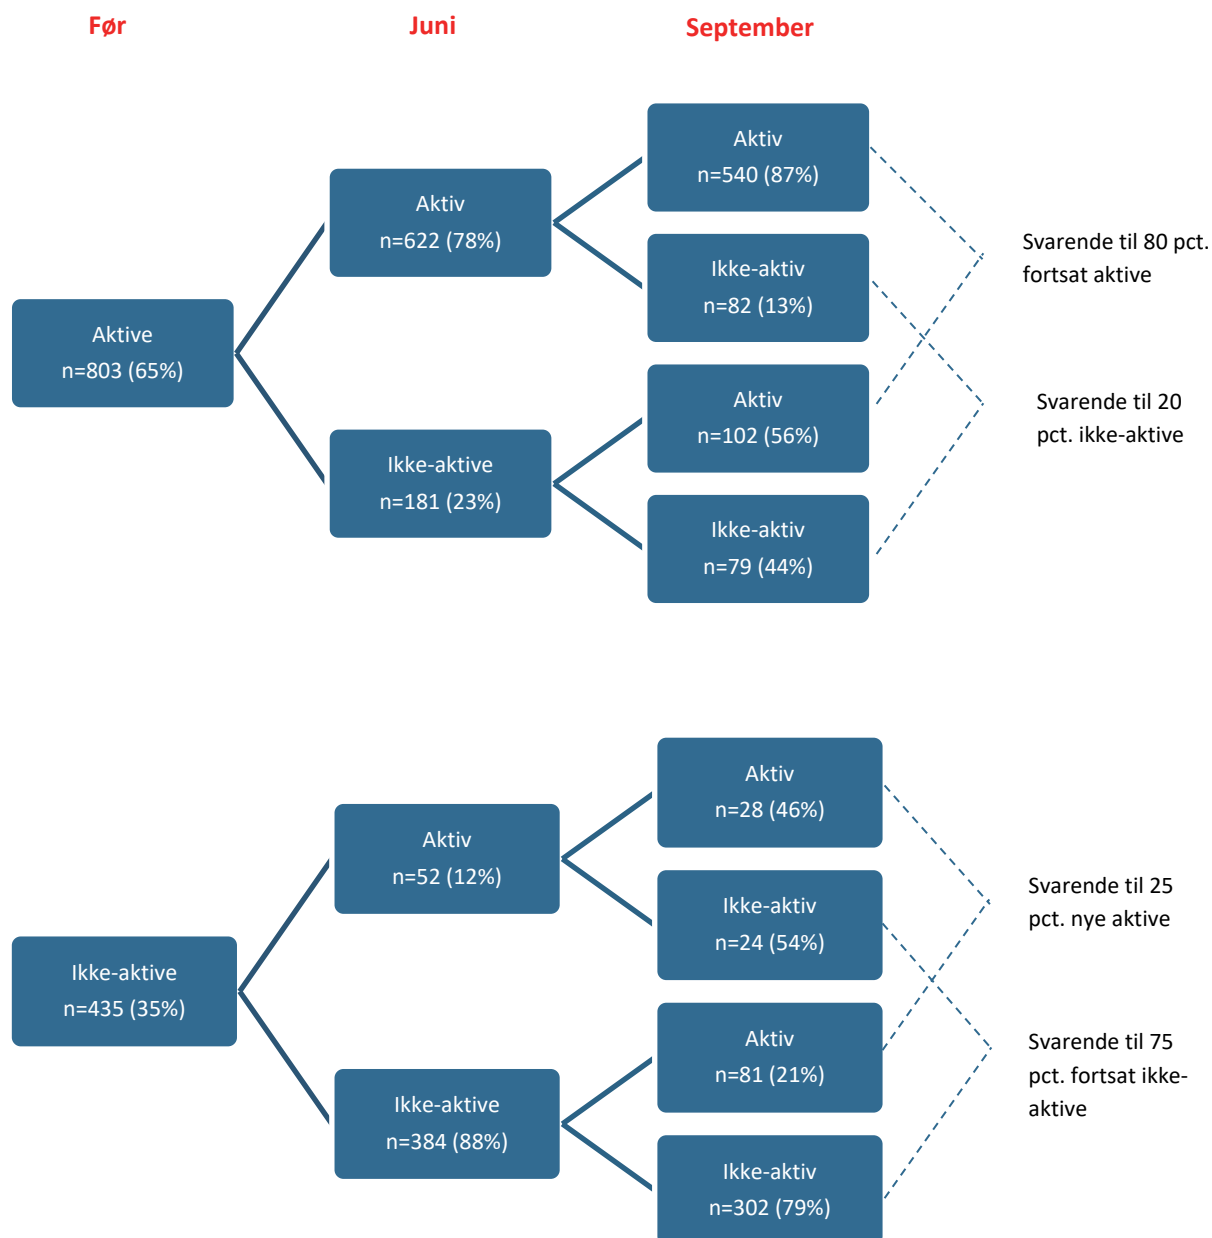 Før
Juni
September
Aktiv
n=540 (87%)
Aktiv
n=622 (78%)
Ikke-aktiv
n=82 (13%)
Svarende til 80 pct.
fortsat aktive
Aktive
n=803 (65%)
Aktiv
n=102 (56%)
Svarende til 20
pct. ikke-aktive
Ikke-aktive
n=181 (23%)
Ikke-aktiv
n=79 (44%)
Aktiv
n=28 (46%)
Aktiv
n=52 (12%)
Ikke-aktiv
n=24 (54%)
Svarende til 25
pct. nye aktive
Ikke-aktive
n=435 (35%)
Aktiv
n=81 (21%)
Svarende til 75
pct. fortsat ikke-
aktive
Ikke-aktive
n=384 (88%)
Ikke-aktiv
n=302 (79%)